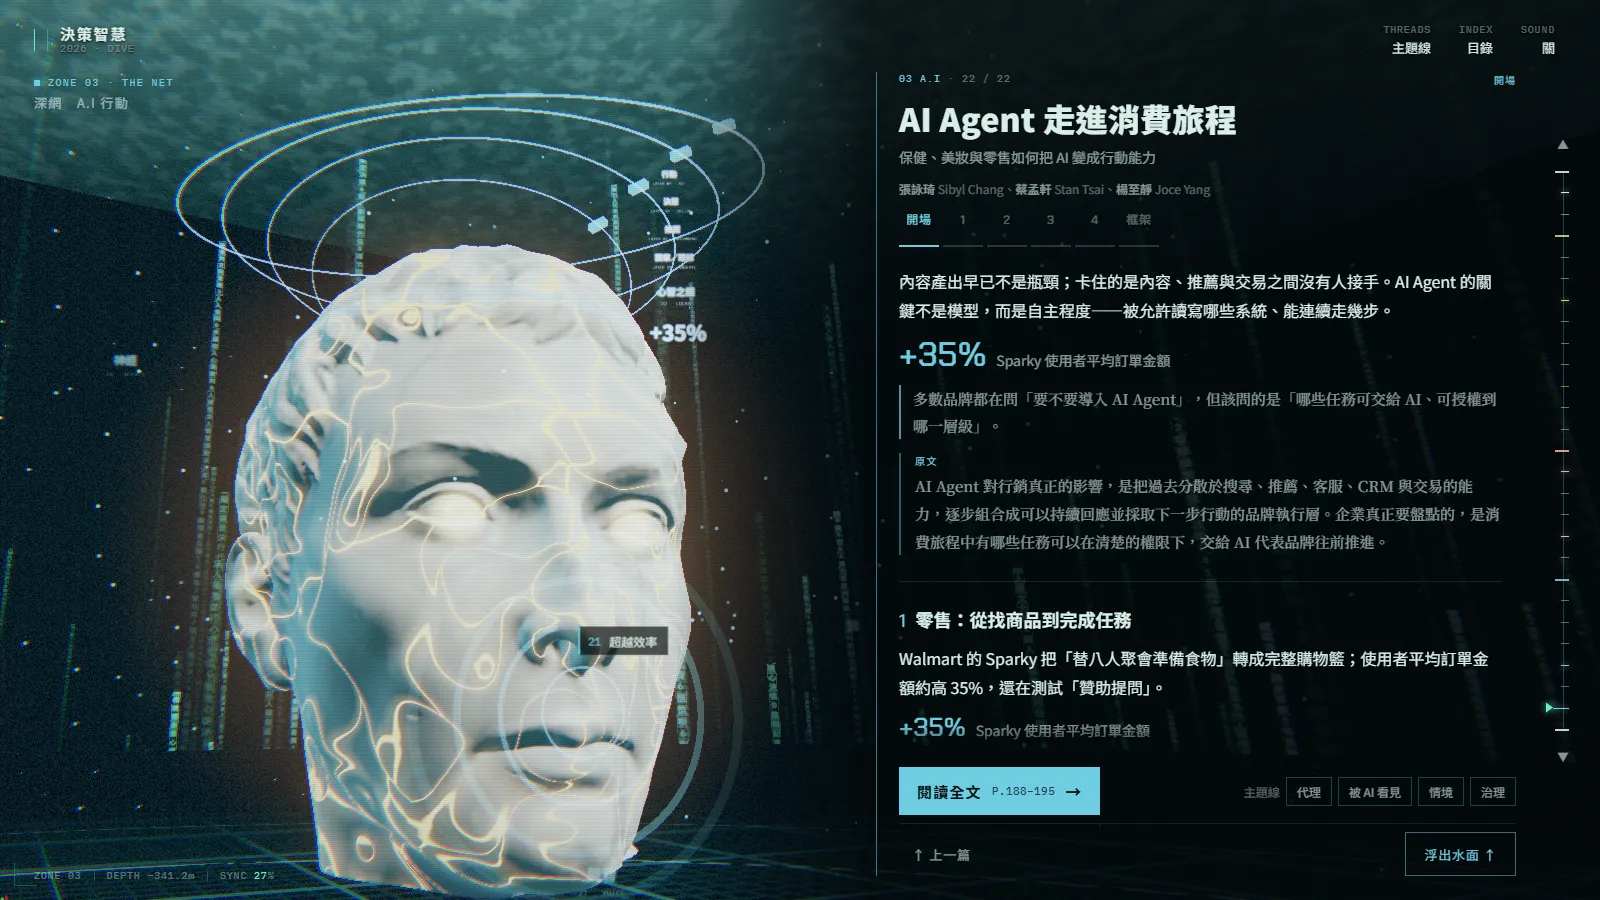 決策智慧
2026 · DIVE
ZONE 03 · THE NET
深網 A.I 行動
THREADS
主題線
INDEX
目錄
SOUND
關
03 A.I · 22 / 22
開場
AI Agent 走進消費旅程
保健、美妝與零售如何把 AI 變成行動能力
張詠琦 Sibyl Chang、蔡孟軒 Stan Tsai、楊至靜 Joce Yang
開場 1 2 3 4 框架
內容產出早已不是瓶頸；卡住的是內容、推薦與交易之間沒有人接手。AI Agent 的關
鍵不是模型，而是自主程度──被允許讀寫哪些系統、能連續走幾步。
+35% Sparky 使用者平均訂單金額
多數品牌都在問「要不要導入 AI Agent」，但該問的是「哪些任務可交給 AI、可授權到
哪一層級」。
原文
AI Agent 對行銷真正的影響，是把過去分散於搜尋、推薦、客服、CRM 與交易的能
力，逐步組合成可以持續回應並採取下一步行動的品牌執行層。企業真正要盤點的，是消
費旅程中有哪些任務可以在清楚的權限下，交給 AI 代表品牌往前推進。
1 零售：從找商品到完成任務
Walmart 的 Sparky 把「替八人聚會準備食物」轉成完整購物籃；使用者平均訂單金
額約高 35%，還在測試「贊助提問」。
+35% Sparky 使用者平均訂單金額
閱讀全文 P.188–195 →
主題線 代理 被 AI 看見 情境 治理
↑ 上一篇
浮出水面 ↑
行動
決策
+35%
21 超越效率
ZONE 03 | DEPTH −341.2m | SYNC 27%